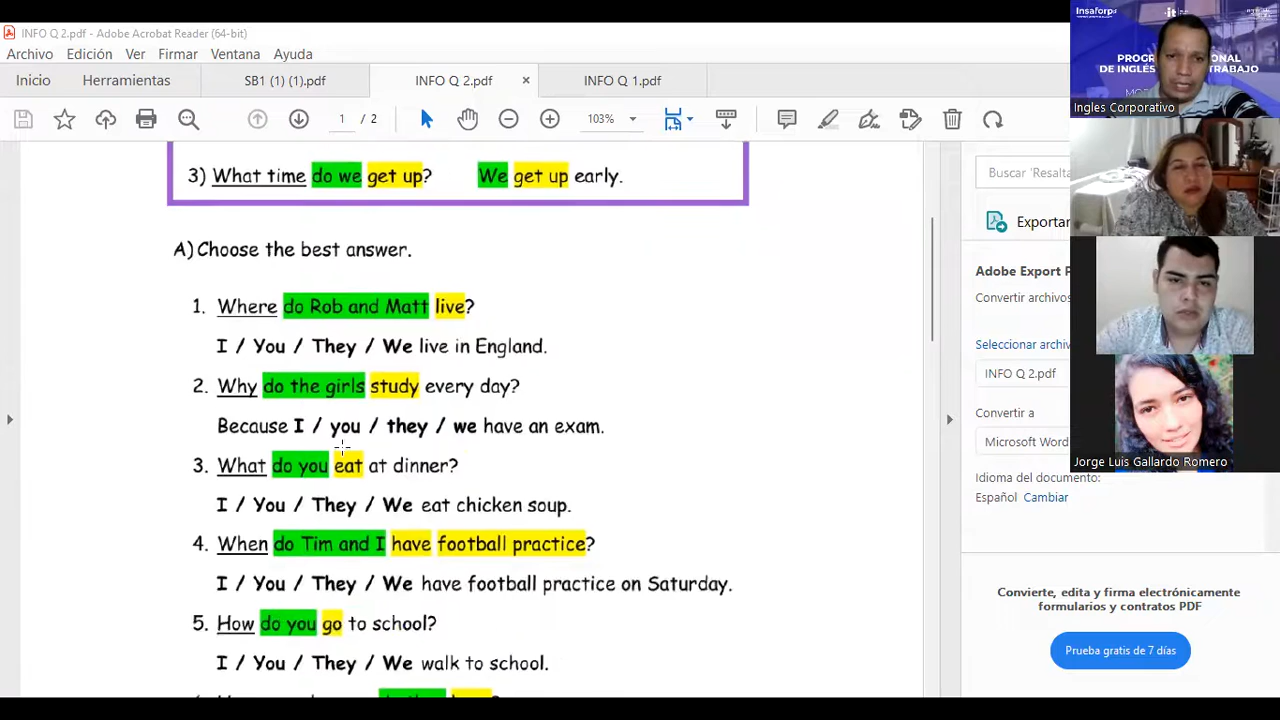 INFO Q 2.pdf - Adobe Acrobat Reader (64-bit)
Archivo Edición Ver Firmar Ventana Ayuda
Inicio Herramientas SB1 (1) (1).pdf INFO Q 2.pdf × INFO Q 1.pdf
1 / 2 103%
3) What time do we get up? We get up early.
A) Choose the best answer.
1. Where do Rob and Matt live?
I / You / They / We live in England.
2. Why do the girls study every day?
Because I / you / they / we have an exam.
3. What do you eat at dinner?
I / You / They / We eat chicken soup.
4. When do Tim and I have football practice?
I / You / They / We have football practice on Saturday.
5. How do you go to school?
I / You / They / We walk to school.
Buscar 'Resalta
Exportar
Adobe Export P
Convertir archivos
Seleccionar archiv
INFO Q 2.pdf
Convertir a
Microsoft Word
Idioma del documento:
Español Cambiar
Convierte, edita y firma electrónicamente
formularios y contratos PDF
Prueba gratis de 7 días
Insaforp
PROGR ONAL
DE INGLÉS TRABAJO
Ingles Corporativo
Jorge Luis Gallardo Romero